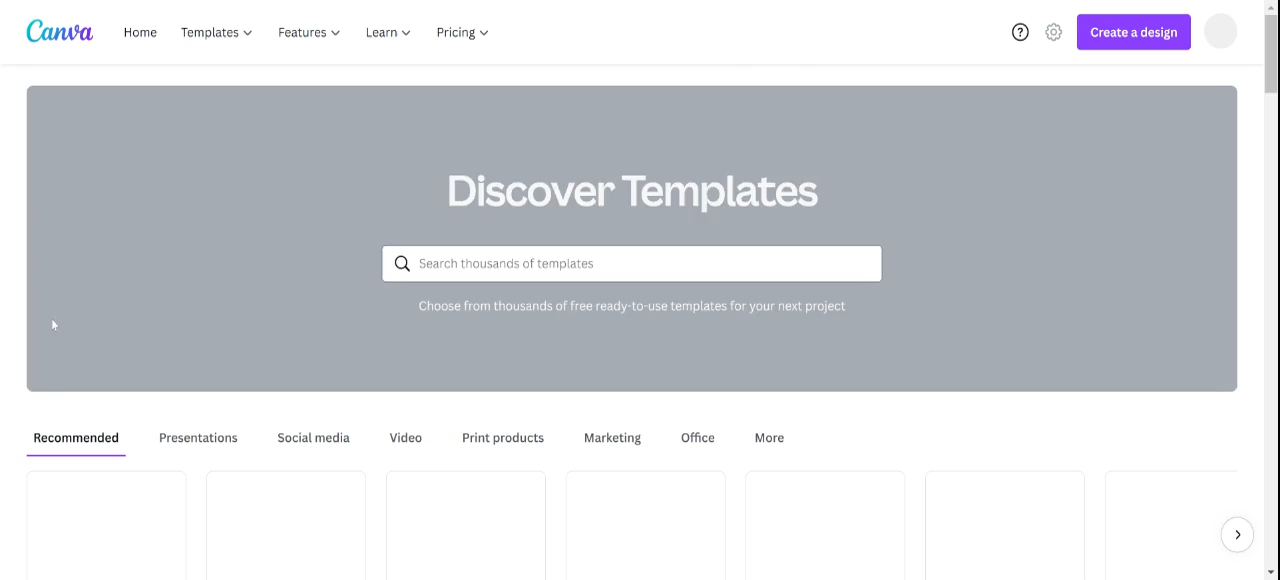 Canva Home Templates Features Learn Pricing ? Create a design
Discover Templates
Search thousands of templates
Choose from thousands of free ready-to-use templates for your next project
Recommended Presentations Social media Video Print products Marketing Office More